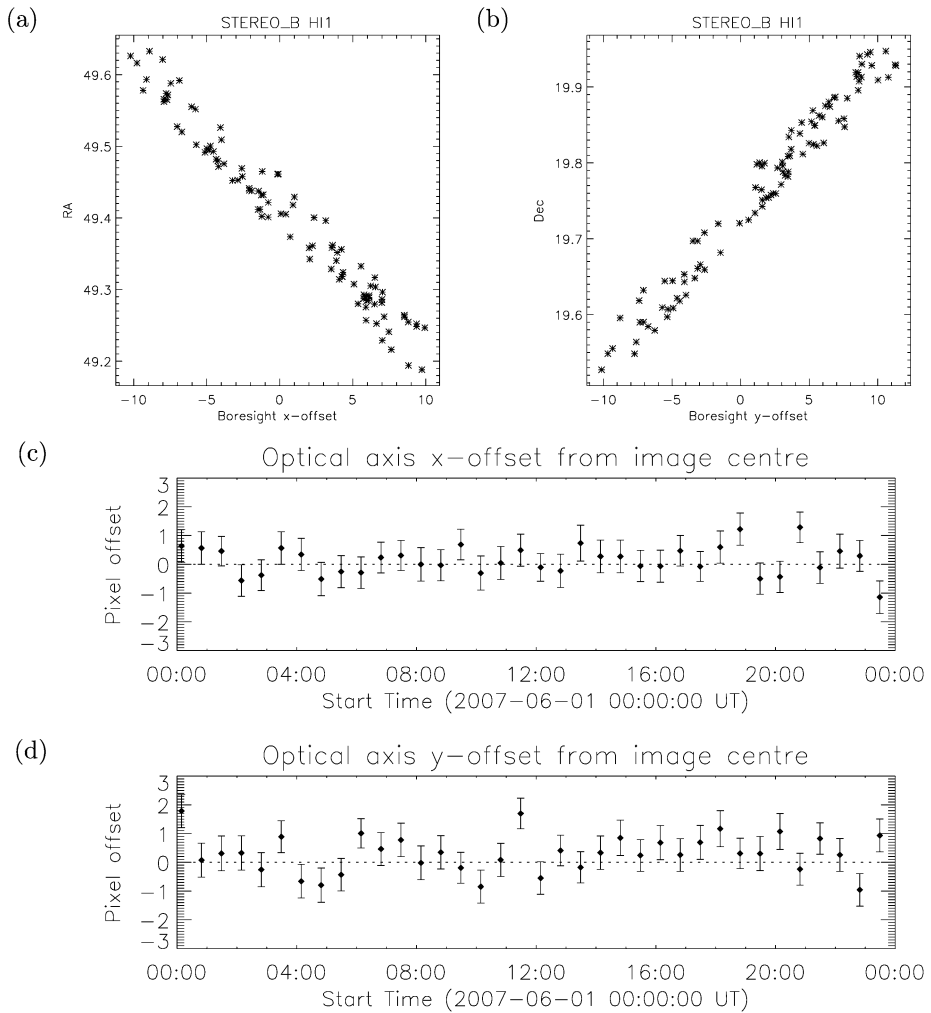 (a)
STEREO_B HI1
RA
49.6
49.5
49.4
49.3
49.2
−10 −5 0 5 10
Boresight x−offset
(b)
STEREO_B HI1
Dec
19.9
19.8
19.7
19.6
−10 −5 0 5 10
Boresight y−offset
(c)
Optical axis x−offset from image centre
Pixel offset
3
2
1
0
−1
−2
−3
00:00 04:00 08:00 12:00 16:00 20:00 00:00
Start Time (2007−06−01 00:00:00 UT)
(d)
Optical axis y−offset from image centre
Pixel offset
3
2
1
0
−1
−2
−3
00:00 04:00 08:00 12:00 16:00 20:00 00:00
Start Time (2007−06−01 00:00:00 UT)